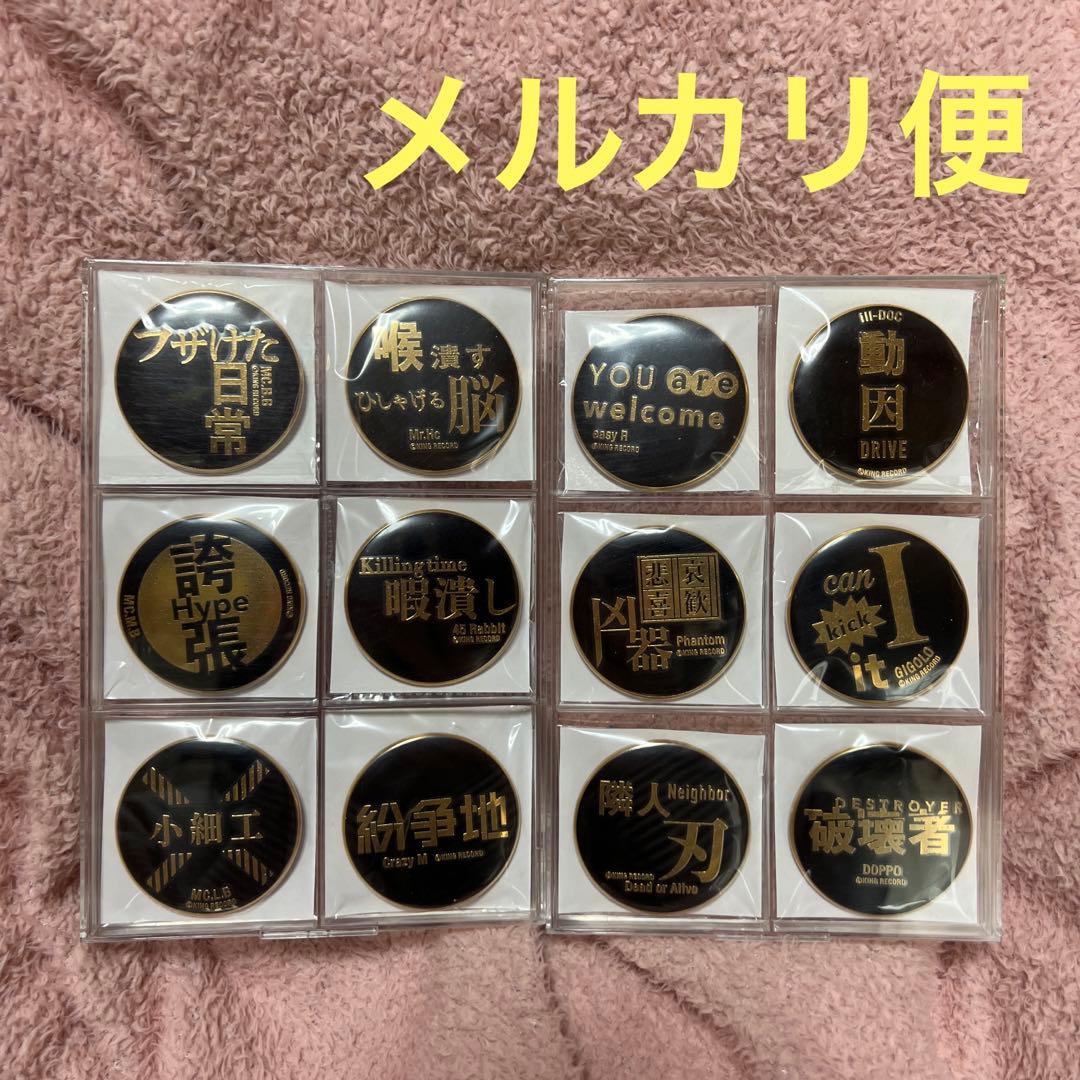 メルカリ便
フザけた
日常
MC.B.B
©KING RECORD
喉潰す
ひしゃげる脳
Mr.Hc
©KING RECORD
YOU are
welcome
easy R
©KING RECORD
ill-DOC
動因
DRIVE
©KING RECORD
誇張
Hype
MC.M.B
©KING RECORD
Killing time
暇潰し
45 Rabbit
©KING RECORD
悲喜
哀歓
凶器
Phantom
©KING RECORD
can
I
kick
it
GIGOLO
©KING RECORD
小細工
MC.L.B
©KING RECORD
紛争地
Crazy M ©KING RECORD
隣人 Neighbor
刃
©KING RECORD
Dead or Alive
DESTROYER
破壊者
DOPPO
©KING RECORD